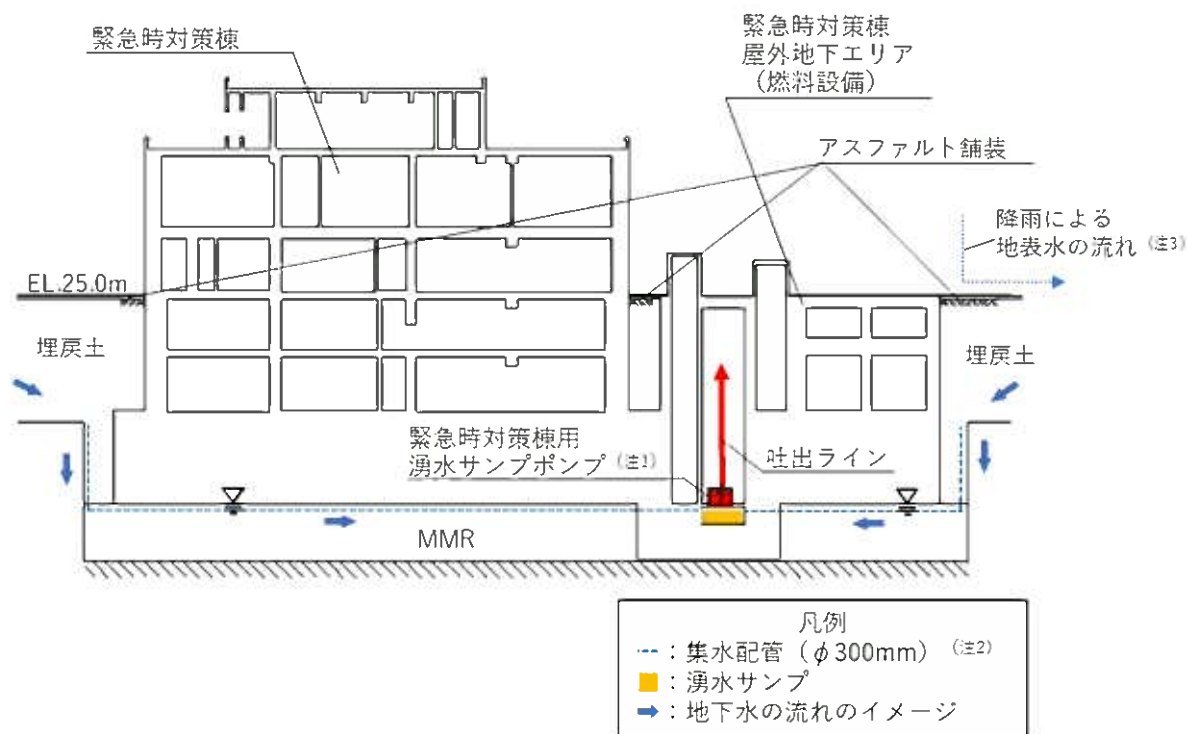 緊急時対策棟
緊急時対策棟
屋外地下エリア
(燃料設備)
アスファルト舗装
降雨による
地表水の流れ (注3)
EL.25.0m
埋戻土
埋戻土
緊急時対策棟用
湧水サンプポンプ (注1)
吐出ライン
MMR
凡例
：集水配管（φ300mm） (注2)
：湧水サンプ
：地下水の流れのイメージ